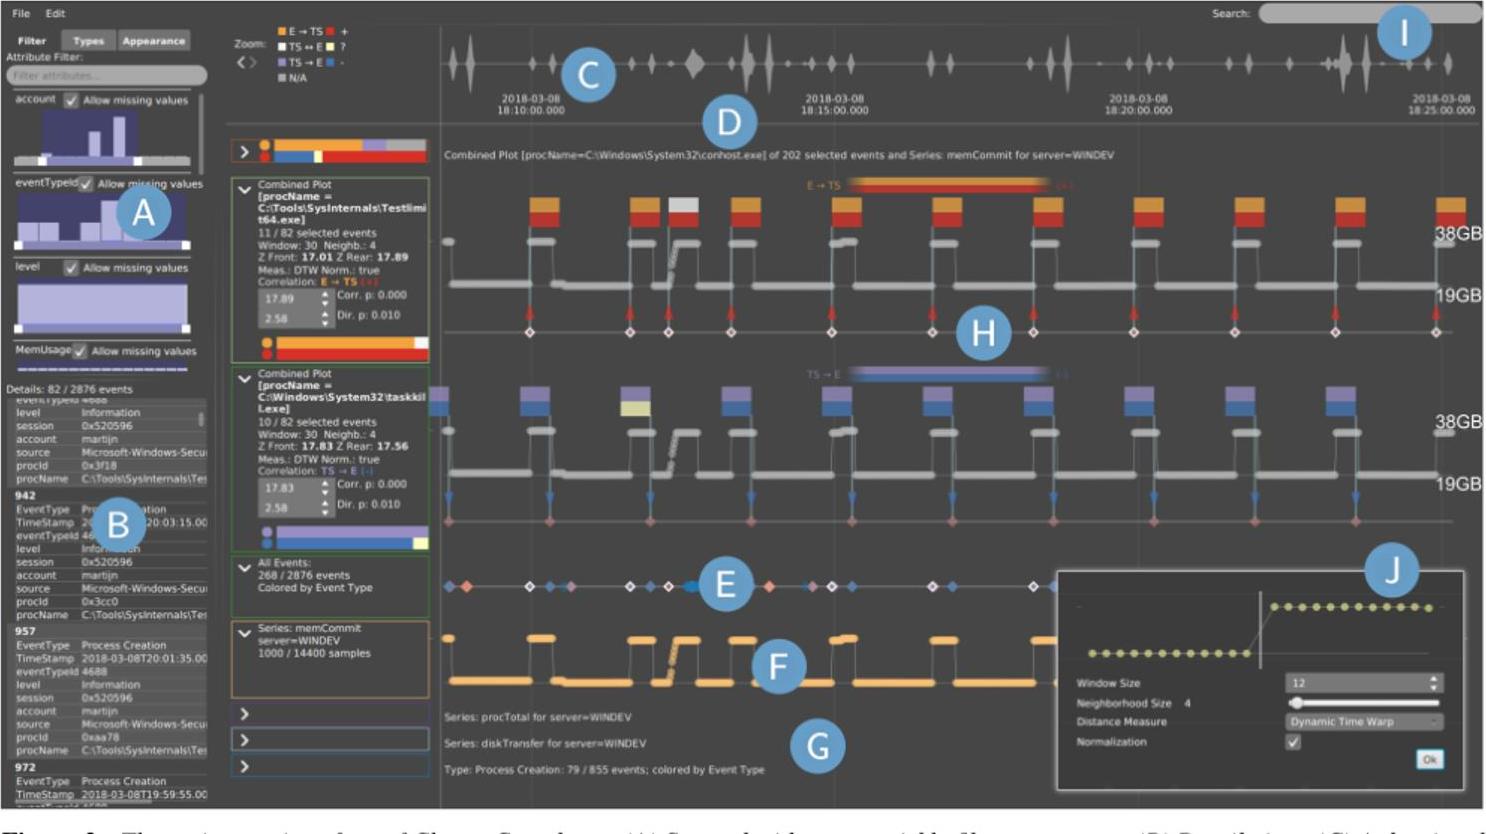 File Edit
Search:
I
Filter Types Appearance
Attribute Filter:
Filter attributes...
account Allow missing values
eventTypeId Allow missing values
A
level Allow missing values
MemUsage Allow missing values
Details: 82 / 2876 events
eventTypeId 4688
level Information
session 0x520596
account martijn
source Microsoft-Windows-Secu
procId 0x3f18
procName C:\Tools\SysInternals\Tes
942
EventType Process Creation
TimeStamp 20:03:15.00
eventTypeId
level Information
session 0x520596
account martijn
source Microsoft-Windows-Secu
procId 0x3cc0
procName C:\Tools\SysInternals\Tes
B
957
EventType Process Creation
TimeStamp 2018-03-08T20:01:35.00
eventTypeId 4688
level Information
session 0x520596
account martijn
source Microsoft-Windows-Secu
procId 0xaa78
procName C:\Tools\SysInternals\Tes
972
EventType Process Creation
TimeStamp 2018-03-08T19:59:55.00
Zoom:
E → TS +
TS ↔ E ?
TS → E -
N/A
C
2018-03-08 18:10:00.000
2018-03-08 18:15:00.000
2018-03-08 18:20:00.000
2018-03-08 18:25:00.000
D
Combined Plot [procName=C:\Windows\System32\conhost.exe] of 202 selected events and Series: memCommit for server=WINDEV
Combined Plot
[procName =
C:\Tools\SysInternals\Testlimi
t64.exe]
11 / 82 selected events
Window: 30 Neighb.: 4
Z Front: 17.01 Z Rear: 17.89
Meas.: DTW Norm.: true
Correlation: E → TS (+)
17.89 Corr. p: 0.000
2.58 Dir. p: 0.010
E → TS (+)
38GB
19GB
H
Combined Plot
[procName =
C:\Windows\System32\taskkil
l.exe]
10 / 82 selected events
Window: 30 Neighb.: 4
Z Front: 17.83 Z Rear: 17.56
Meas.: DTW Norm.: true
Correlation: TS → E (-)
17.83 Corr. p: 0.000
2.58 Dir. p: 0.010
TS → E (-)
38GB
19GB
All Events:
268 / 2876 events
Colored by Event Type
E
Series: memCommit
server=WINDEV
1000 / 14400 samples
F
Series: procTotal for server=WINDEV
Series: diskTransfer for server=WINDEV
G
Type: Process Creation: 79 / 855 events; colored by Event Type
J
Window Size 12
Neighborhood Size 4
Distance Measure Dynamic Time Warp
Normalization
Ok